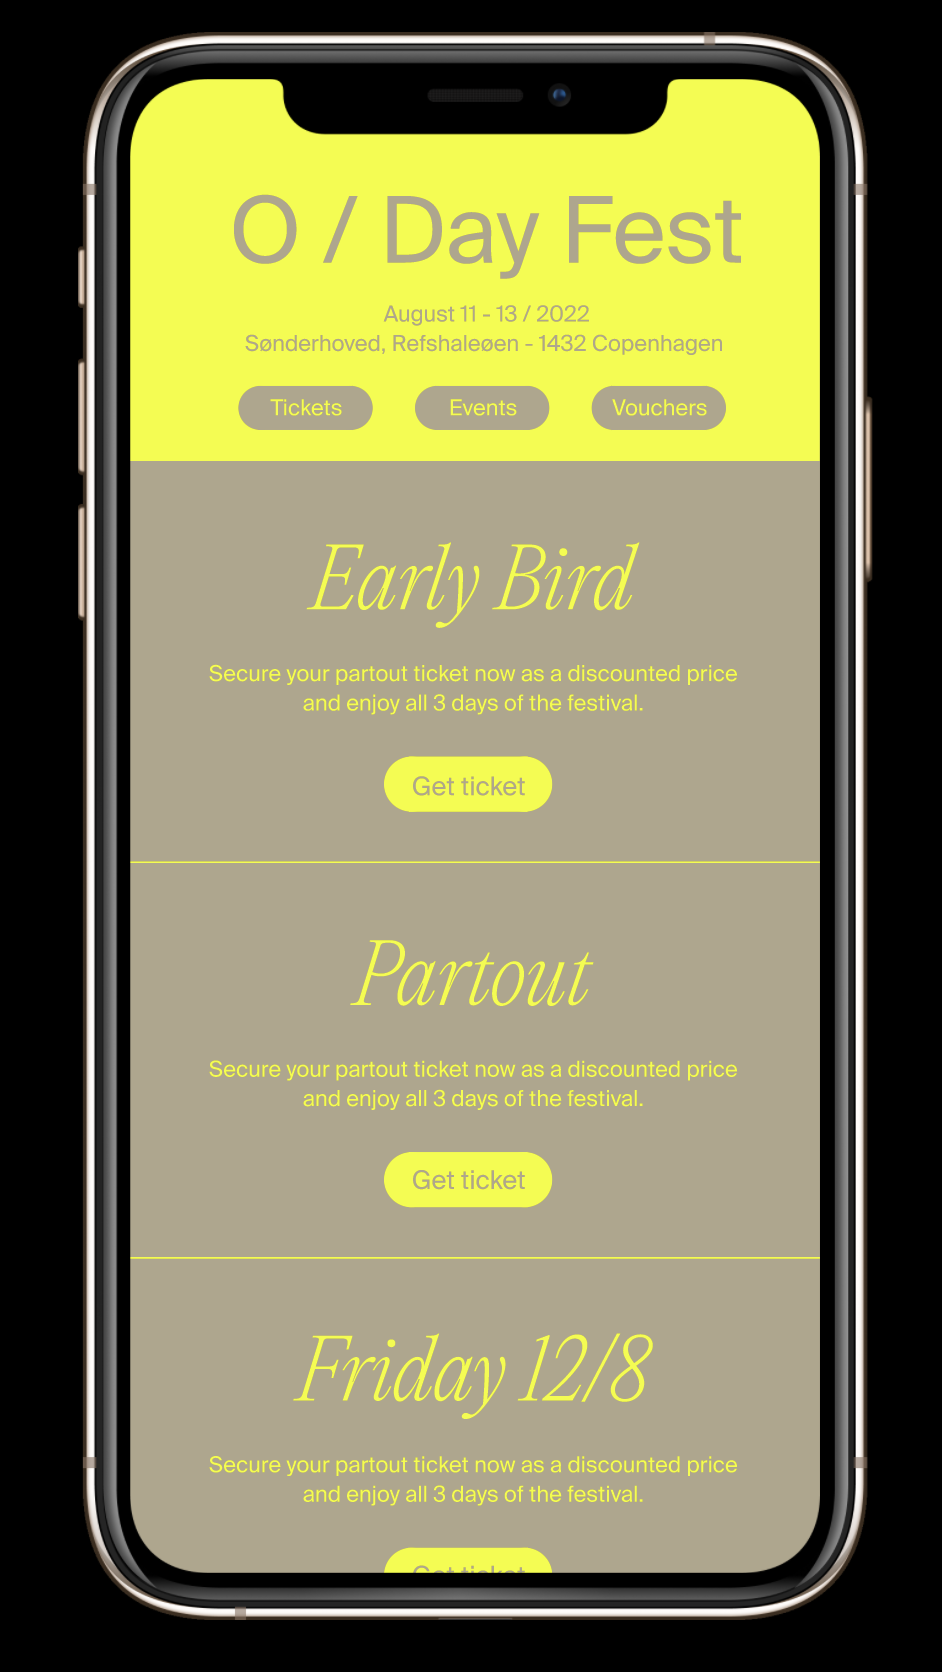 O / Day Fest
August 11 - 13 / 2022
Sønderhoved, Refshaleøen - 1432 Copenhagen
Tickets Events Vouchers
Early Bird
Secure your partout ticket now as a discounted price
and enjoy all 3 days of the festival.
Get ticket
Partout
Secure your partout ticket now as a discounted price
and enjoy all 3 days of the festival.
Get ticket
Friday 12/8
Secure your partout ticket now as a discounted price
and enjoy all 3 days of the festival.
Get ticket